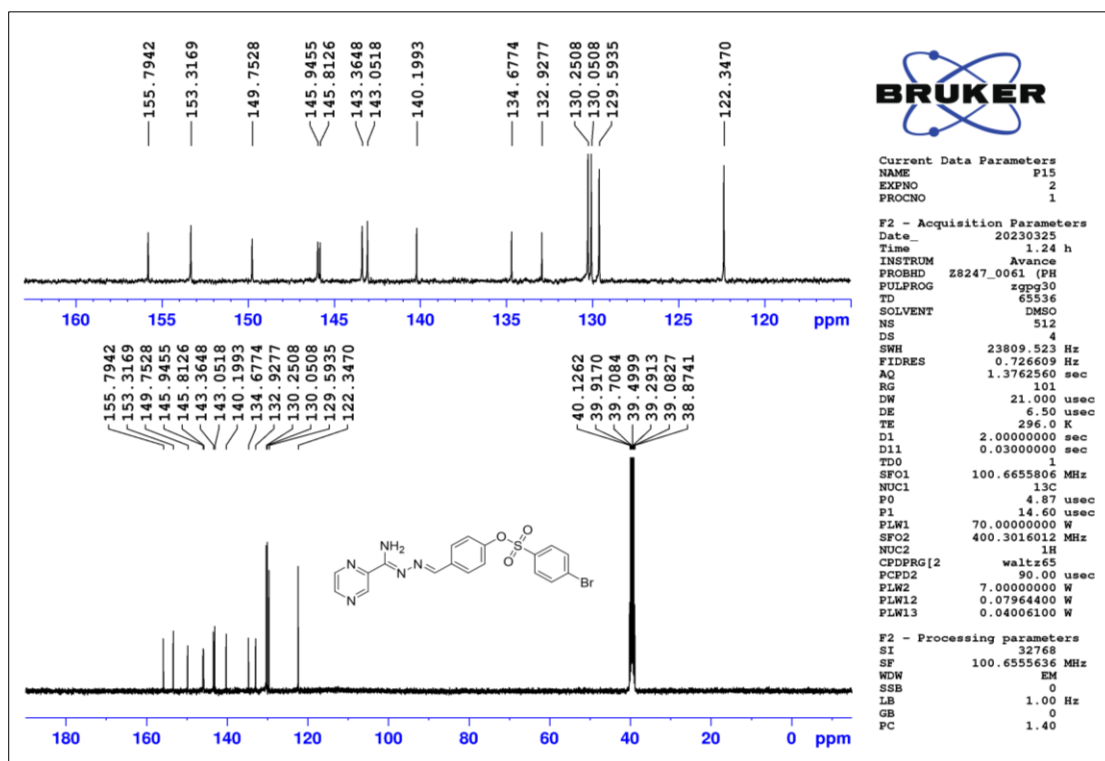 155.7942
153.3169
149.7528
145.9455
145.8126
143.3648
143.0518
140.1993
134.6774
132.9277
130.2508
130.0508
129.5935
122.3470
160 155 150 145 140 135 130 125 120 ppm
155.7942
153.3169
149.7528
145.9455
145.8126
143.3648
143.0518
140.1993
134.6774
132.9277
130.2508
130.0508
129.5935
122.3470
40.1262
39.9170
39.7084
39.4999
39.2913
39.0827
38.8741
NH2
N
N
N
N
O
O
S
O
Br
180 160 140 120 100 80 60 40 20 0 ppm
BRUKER
Current Data Parameters
NAME P15
EXPNO 2
PROCNO 1
F2 - Acquisition Parameters
Date_ 20230325
Time 1.24 h
INSTRUM Avance
PROBHD Z8247_0061 (PH
PULPROG zgpg30
TD 65536
SOLVENT DMSO
NS 512
DS 4
SWH 23809.523 Hz
FIDRES 0.726609 Hz
AQ 1.3762560 sec
RG 101
DW 21.000 usec
DE 6.50 usec
TE 296.0 K
D1 2.00000000 sec
D11 0.03000000 sec
TD0 1
SFO1 100.6655806 MHz
NUC1 13C
P0 4.87 usec
P1 14.60 usec
PLW1 70.00000000 W
SFO2 400.3016012 MHz
NUC2 1H
CPDPRG[2 waltz65
PCPD2 90.00 usec
PLW2 7.00000000 W
PLW12 0.07964400 W
PLW13 0.04006100 W
F2 - Processing parameters
SI 32768
SF 100.6555636 MHz
WDW EM
SSB 0
LB 1.00 Hz
GB 0
PC 1.40